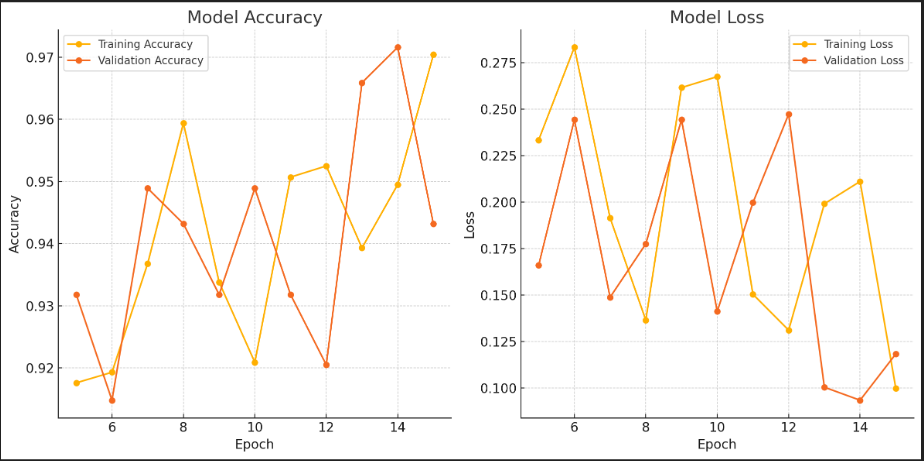 Model Accuracy
Training Accuracy
Validation Accuracy
0.97
0.96
0.95
0.94
0.93
0.92
Accuracy
6
8
10
12
14
Epoch
Model Loss
Training Loss
Validation Loss
0.275
0.250
0.225
0.200
0.175
0.150
0.125
0.100
Loss
6
8
10
12
14
Epoch